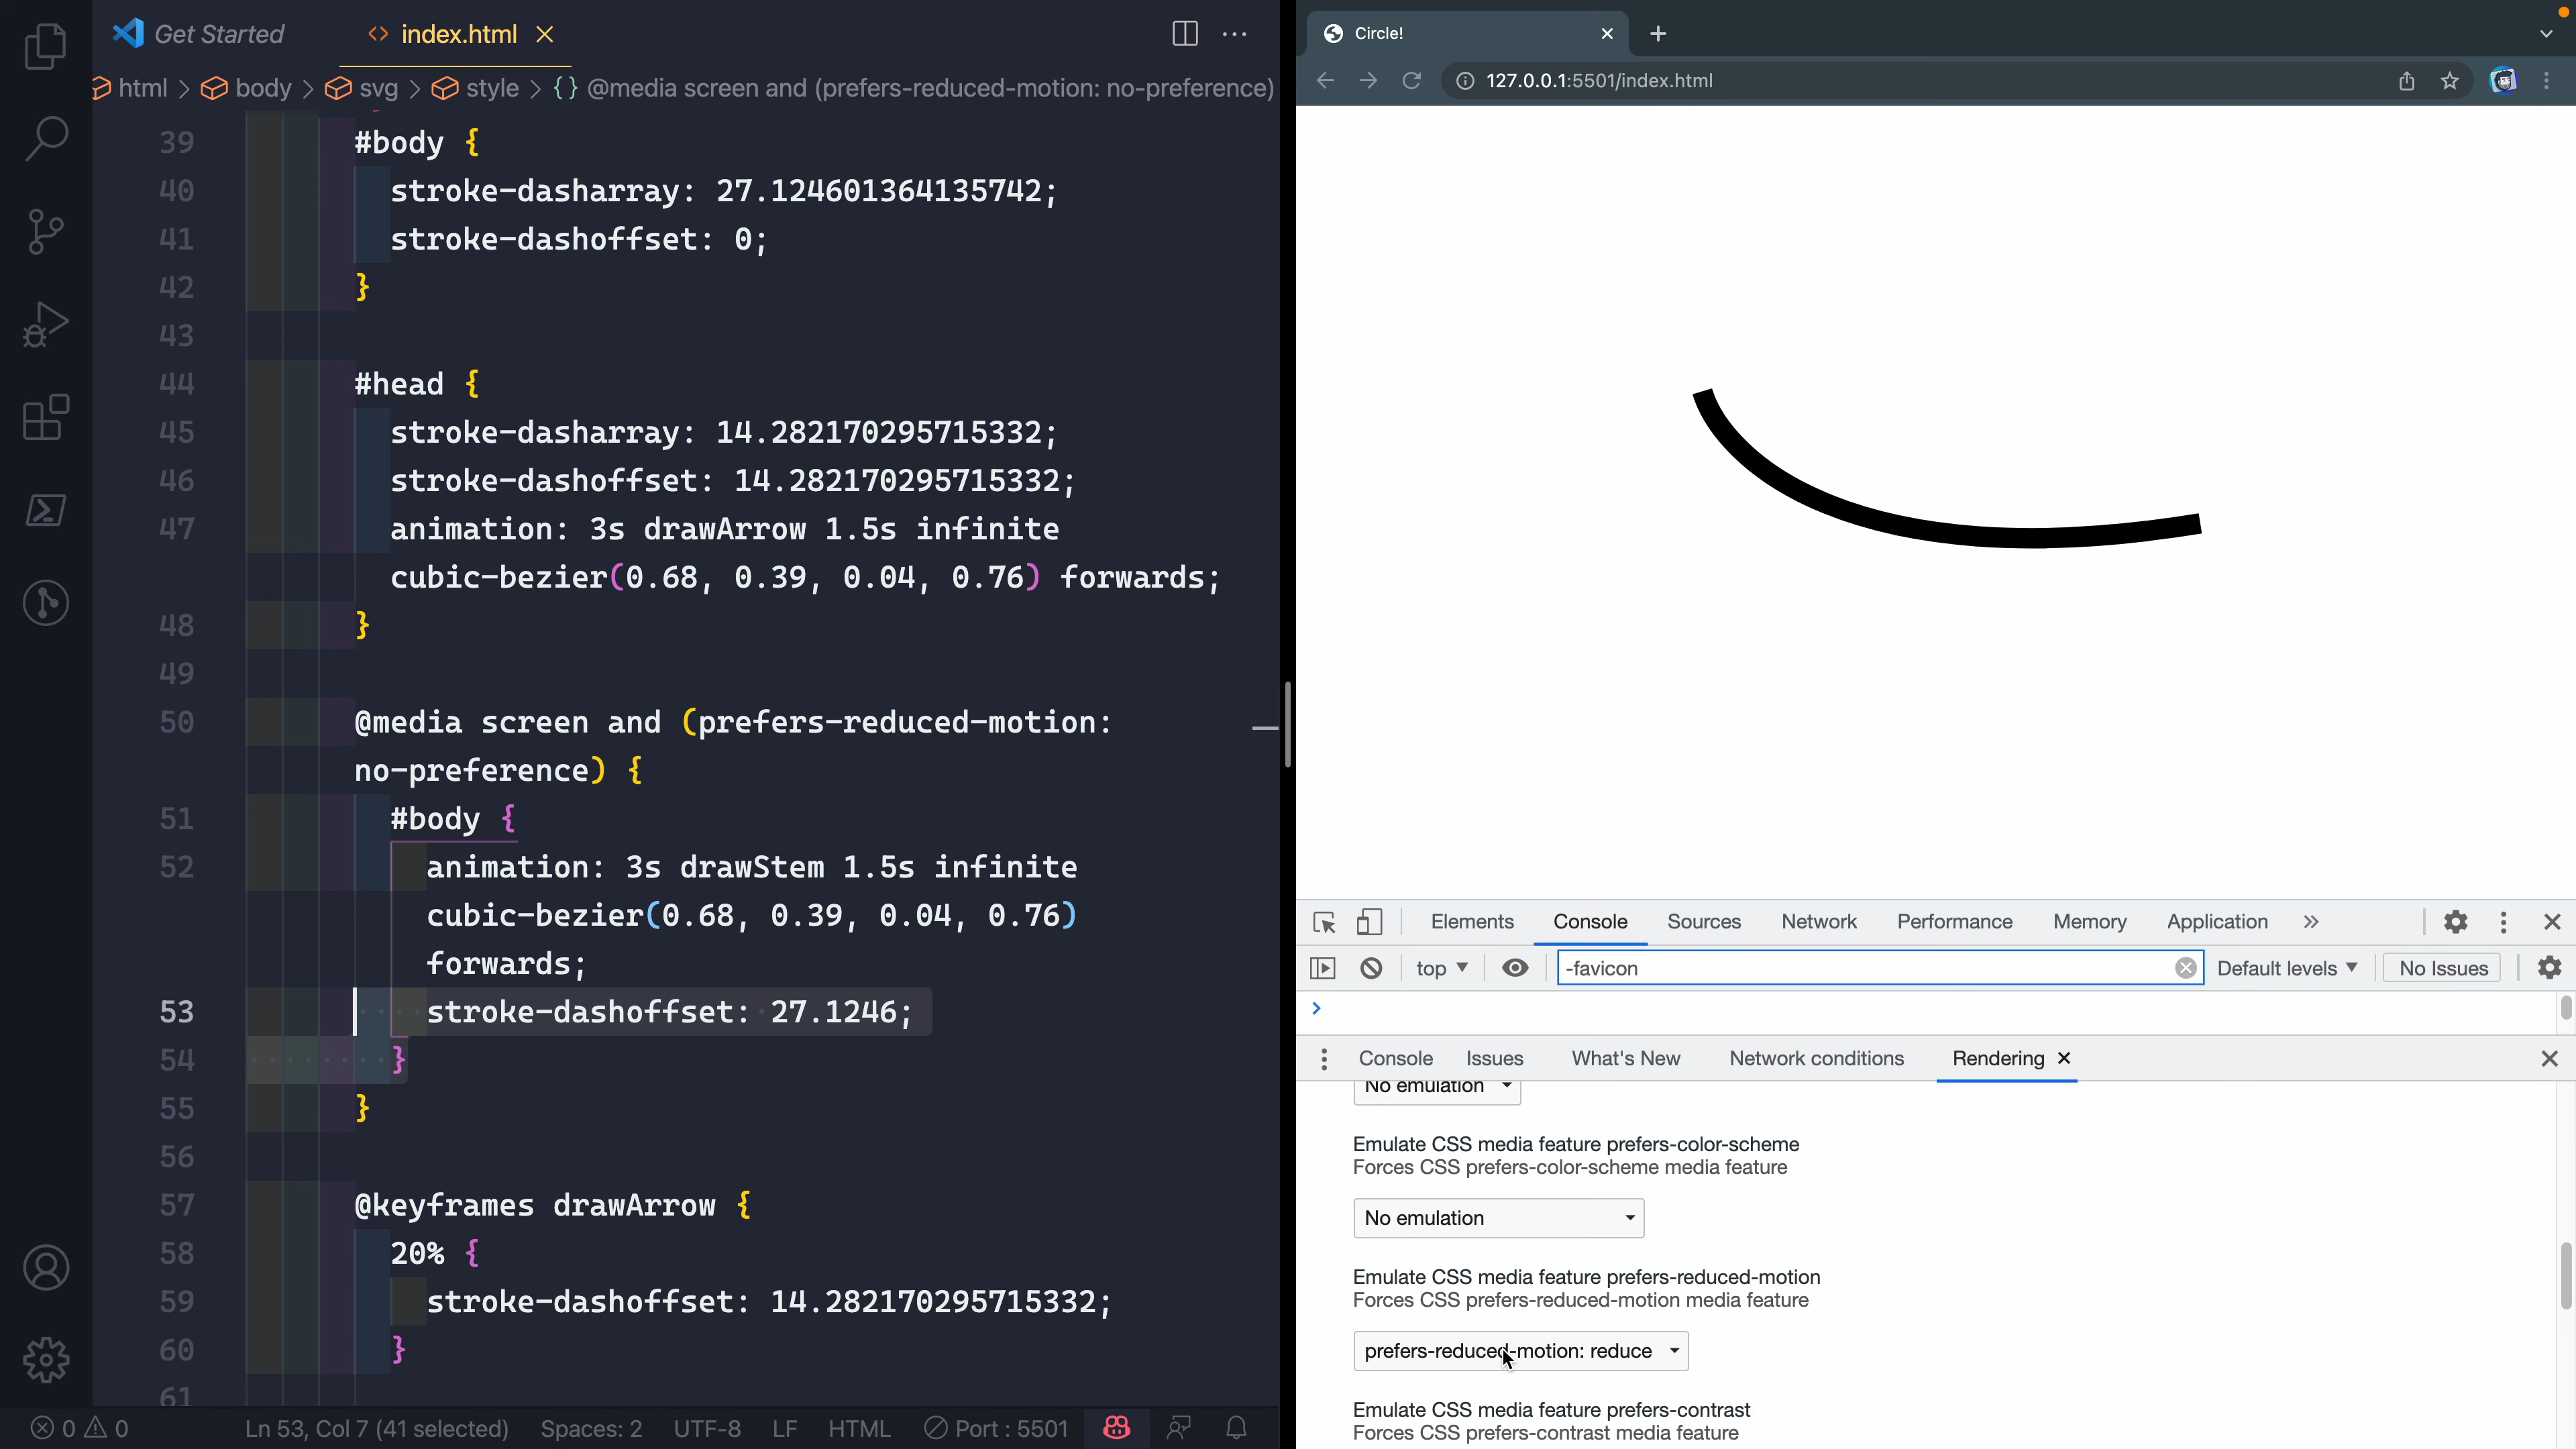 Get Started
index.html
html > body > svg > style > {} @media screen and (prefers-reduced-motion: no-preference)
39 #body {
40 stroke-dasharray: 27.124601364135742;
41 stroke-dashoffset: 0;
42 }
43
44 #head {
45 stroke-dasharray: 14.282170295715332;
46 stroke-dashoffset: 14.282170295715332;
47 animation: 3s drawArrow 1.5s infinite
cubic-bezier(0.68, 0.39, 0.04, 0.76) forwards;
48 }
49
50 @media screen and (prefers-reduced-motion:
no-preference) {
51 #body {
52 animation: 3s drawStem 1.5s infinite
cubic-bezier(0.68, 0.39, 0.04, 0.76)
forwards;
53 stroke-dashoffset: 27.1246;
54 }
55 }
56
57 @keyframes drawArrow {
58 20% {
59 stroke-dashoffset: 14.282170295715332;
60 }
61
0 0 Ln 53, Col 7 (41 selected) Spaces: 2 UTF-8 LF HTML Port : 5501
Circle!
127.0.0.1:5501/index.html
Elements Console Sources Network Performance Memory Application
top -favicon Default levels No Issues
Console Issues What's New Network conditions Rendering
No emulation
Emulate CSS media feature prefers-color-scheme
Forces CSS prefers-color-scheme media feature
No emulation
Emulate CSS media feature prefers-reduced-motion
Forces CSS prefers-reduced-motion media feature
prefers-reduced-motion: reduce
Emulate CSS media feature prefers-contrast
Forces CSS prefers-contrast media feature